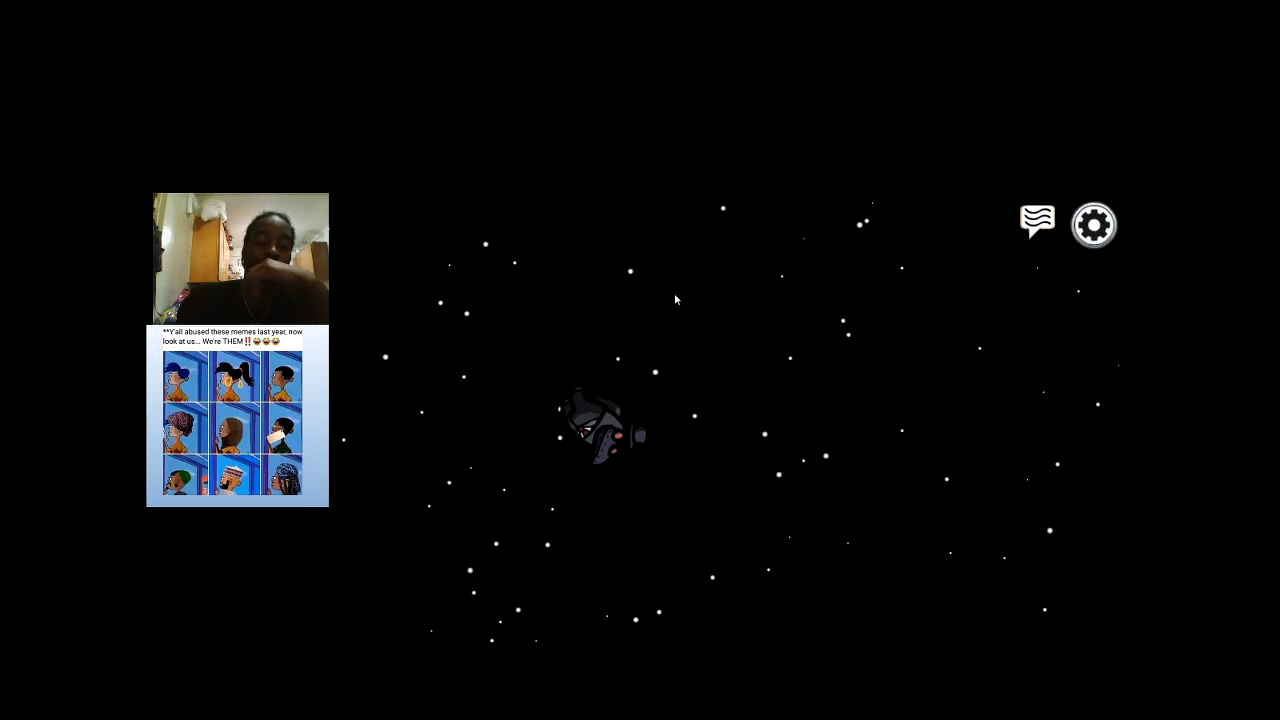 **Y'all abused these memes last year, now
look at us... We're THEM‼️😂😂😂